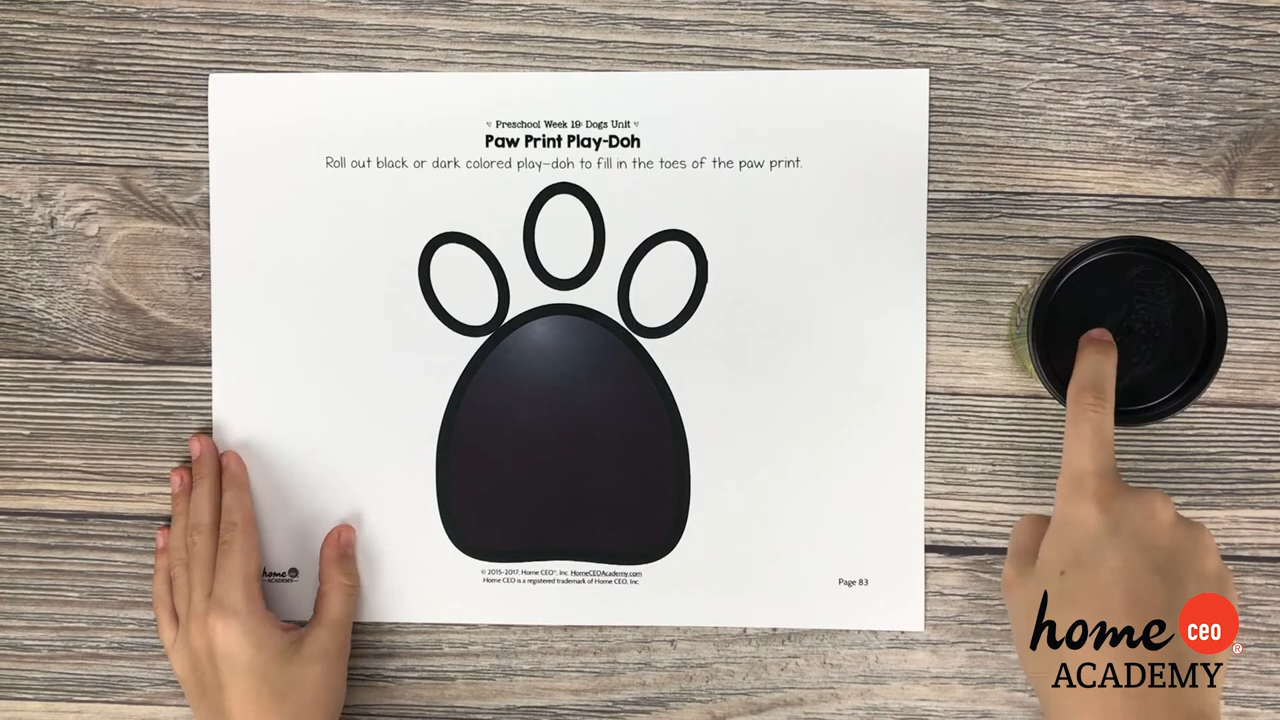 ♥ Preschool Week 19: Dogs Unit ♥
Paw Print Play-Doh
Roll out black or dark colored play-doh to fill in the toes of the paw print.
home
ACADEMY
© 2015-2017, Home CEO®, Inc. HomeCEOAcademy.com
Home CEO is a registered trademark of Home CEO, Inc.
Page 83
home ceo ®
ACADEMY